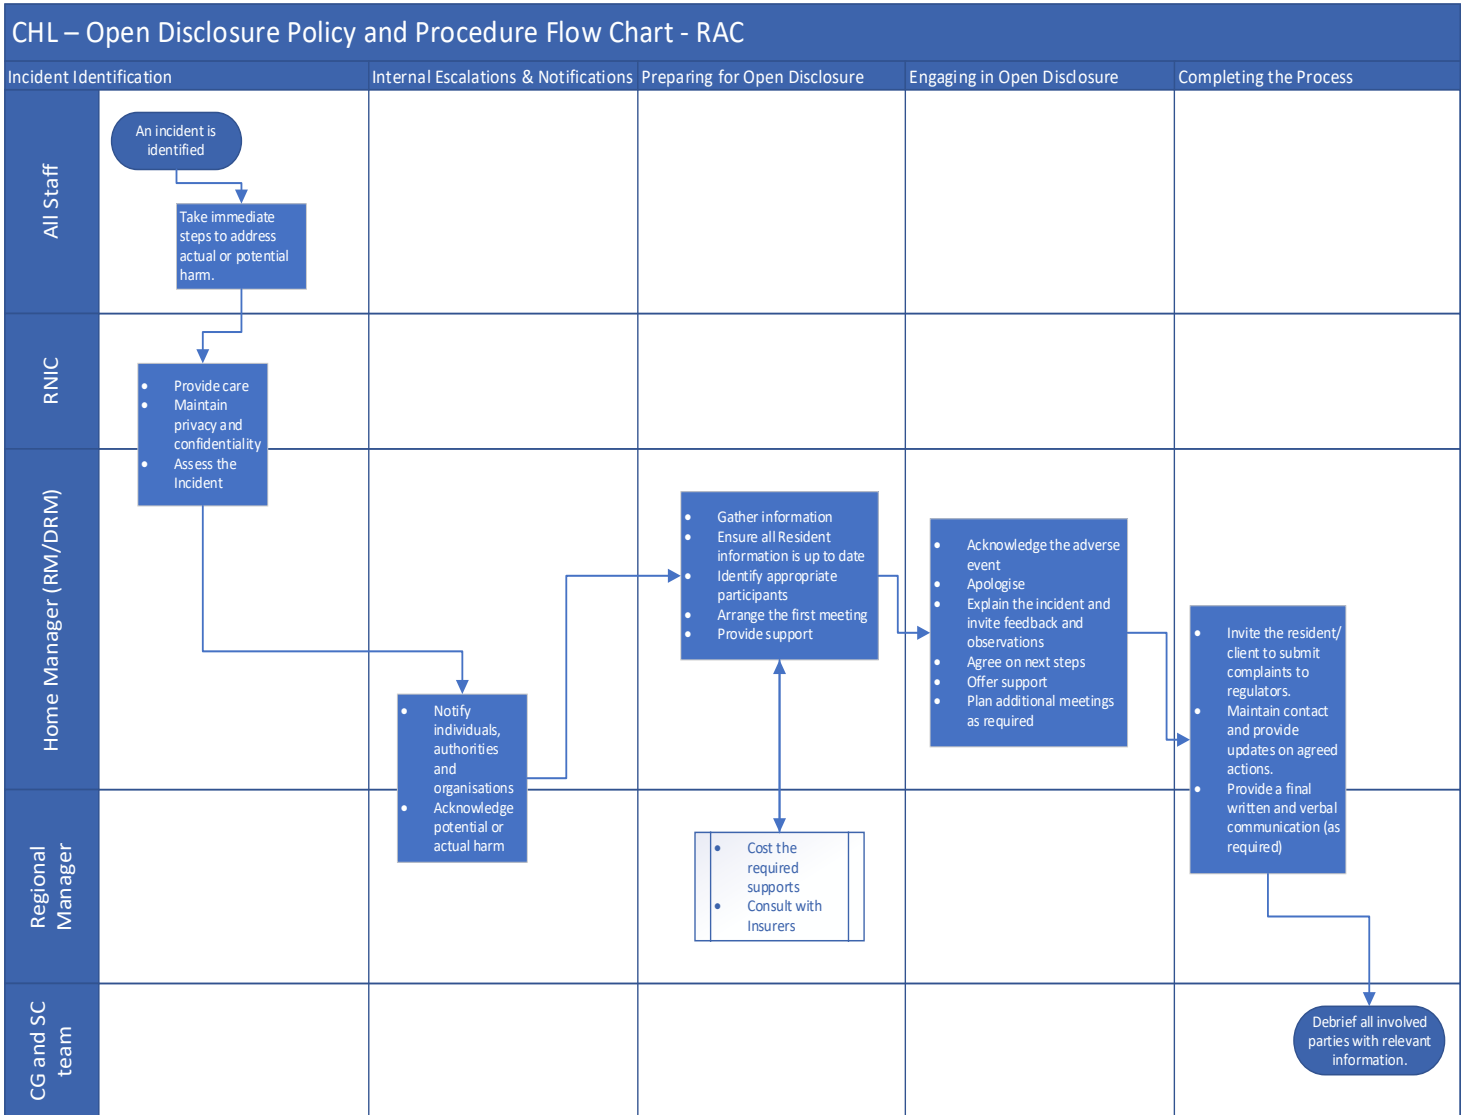 CHL – Open Disclosure Policy and Procedure Flow Chart - RAC
Incident Identification
Internal Escalations & Notifications
Preparing for Open Disclosure
Engaging in Open Disclosure
Completing the Process
All Staff
An incident is
identified
Take immediate
steps to address
actual or potential
harm.
RNIC
• Provide care
• Maintain
privacy and
confidentiality
• Assess the
Incident
Home Manager (RM/DRM)
• Notify
individuals,
authorities
and
organisations
• Acknowledge
potential or
actual harm
• Gather information
• Ensure all Resident
information is up to date
• Identify appropriate
participants
• Arrange the first meeting
• Provide support
• Acknowledge the adverse
event
• Apologise
• Explain the incident and
invite feedback and
observations
• Agree on next steps
• Offer support
• Plan additional meetings
as required
• Invite the resident/
client to submit
complaints to
regulators.
• Maintain contact
and provide
updates on agreed
actions.
• Provide a final
written and verbal
communication (as
required)
Regional
Manager
• Cost the
required
supports
• Consult with
Insurers
CG and SC
team
Debrief all involved
parties with relevant
information.